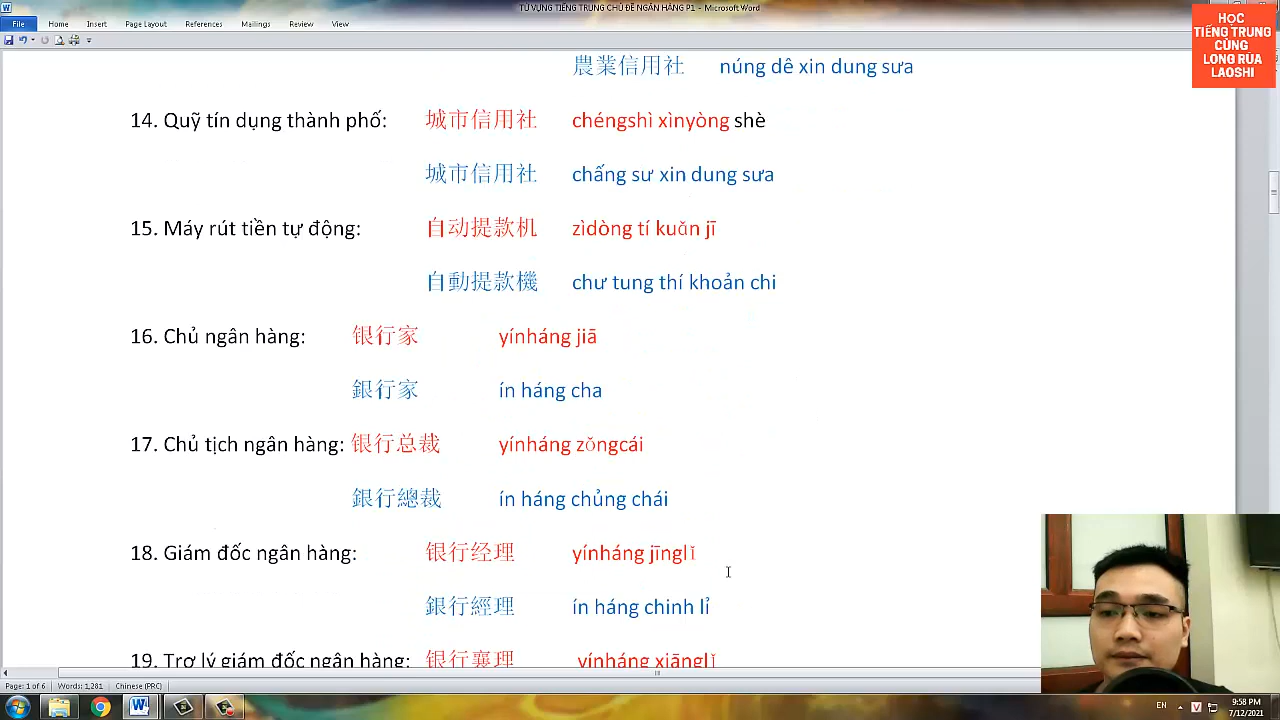 TỪ VỰNG TIẾNG TRUNG CHỦ ĐỀ NGÂN HÀNG P1 - Microsoft Word
File Home Insert Page Layout References Mailings Review View
HỌC
TIẾNG TRUNG
CÙNG
LONG RÙA
LAOSHI
農業信用社 núng dê xin dung sưa
14. Quỹ tín dụng thành phố: 城市信用社 chéngshì xìnyòng shè
城市信用社 chấng sư xin dung sưa
15. Máy rút tiền tự động: 自动提款机 zìdòng tí kuǎn jī
自動提款機 chư tung thí khoản chi
16. Chủ ngân hàng: 银行家 yínháng jiā
銀行家 ín háng cha
17. Chủ tịch ngân hàng: 银行总裁 yínháng zǒngcái
銀行總裁 ín háng chủng chái
18. Giám đốc ngân hàng: 银行经理 yínháng jīnglǐ
銀行經理 ín háng chinh lỉ
19. Trợ lý giám đốc ngân hàng: 银行襄理 yínháng xiānglǐ
Page: 1 of 6 Words: 1,281 Chinese (PRC)
EN 9:58 PM
7/12/2021